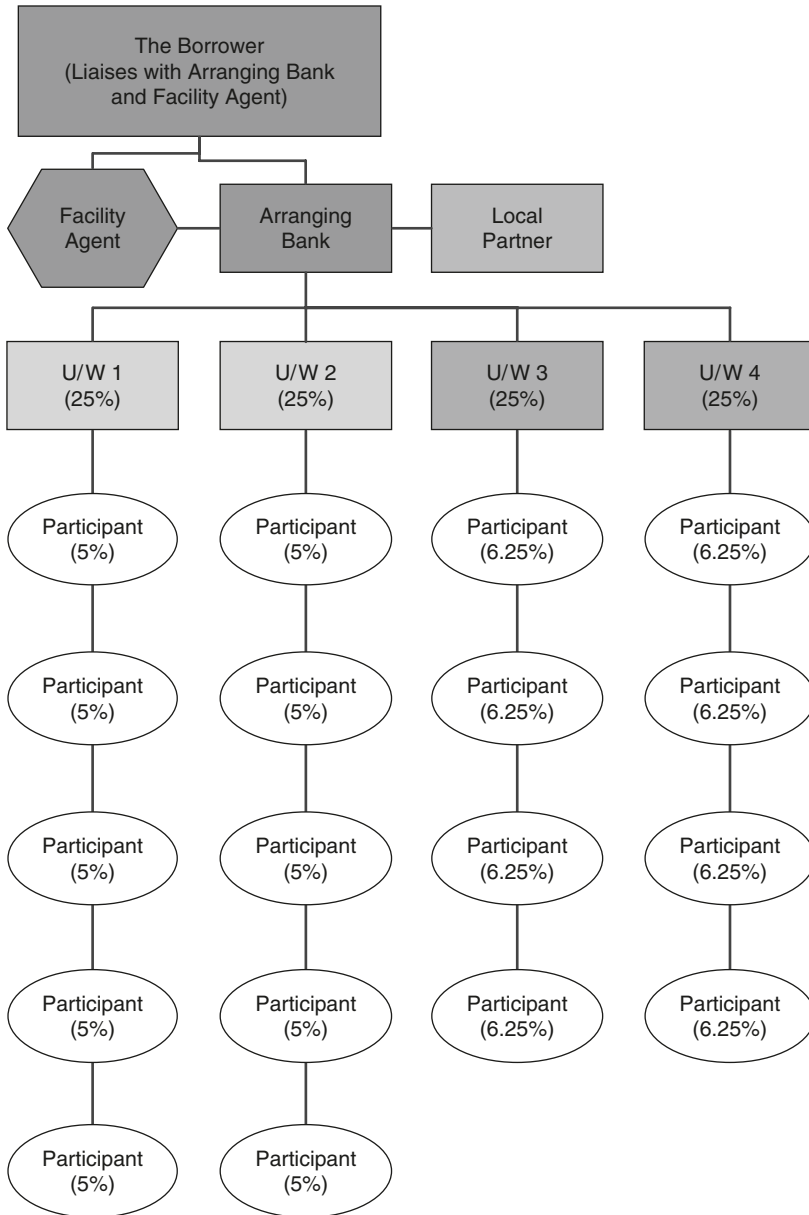 The Borrower
(Liaises with Arranging Bank
and Facility Agent)
Facility
Agent
Arranging
Bank
Local
Partner
U/W 1
(25%)
U/W 2
(25%)
U/W 3
(25%)
U/W 4
(25%)
Participant
(5%)
Participant
(5%)
Participant
(6.25%)
Participant
(6.25%)
Participant
(5%)
Participant
(5%)
Participant
(6.25%)
Participant
(6.25%)
Participant
(5%)
Participant
(5%)
Participant
(6.25%)
Participant
(6.25%)
Participant
(5%)
Participant
(5%)
Participant
(6.25%)
Participant
(6.25%)
Participant
(5%)
Participant
(5%)